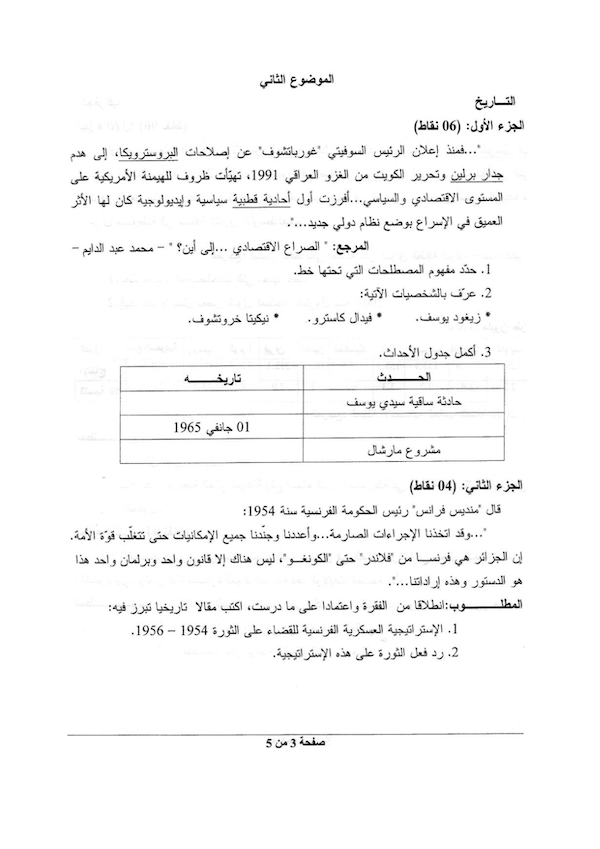 الموضوع الثاني
التـــاريخ
الجزء الأول: (06 نقاط)
"...فمنذ إعلان الرئيس السوفيتي "غورباتشوف" عن إصلاحات البروسترويكا، إلى هدم
جدار برلين وتحرير الكويت من الغزو العراقي 1991، تهيّأت ظروف للهيمنة الأمريكية على
المستوى الاقتصادي والسياسي...أفرزت أول أحادية قطبية سياسية وإيديولوجية كان لها الأثر
العميق في الإسراع بوضع نظام دولي جديد...".
المرجع: " الصراع الاقتصادي ...إلى أين؟ " – محمد عبد الدايم –
1. حدّد مفهوم المصطلحات التي تحتها خط.
2. عرّف بالشخصيات الآتية:
* زيغود يوسف. * فيدال كاسترو. * نيكيتا خروتشوف.
3. أكمل جدول الأحداث.
الحـــــدث تاريخـــــه
حادثة ساقية سيدي يوسف
01 جانفي 1965
مشروع مارشال
الجزء الثاني: (04 نقاط)
قال "منديس فرانس" رئيس الحكومة الفرنسية سنة 1954:
"...وقد اتخذنا الإجراءات الصارمة...وأعددنا وجنّدنا جميع الإمكانيات حتى تتغلّب قوّة الأمة.
إن الجزائر هي فرنسا من "فلاندر" حتى "الكونغـو"، ليس هناك إلا قانون واحد وبرلمان واحد هذا
هو الدستور وهذه إراداتنا...".
المطلـــــوب:انطلاقا من الفقرة واعتمادا على ما درست، اكتب مقالا تاريخيا تبرز فيه:
1. الإستراتيجية العسكرية الفرنسية للقضاء على الثورة 1954 – 1956.
2. رد فعل الثورة على هذه الإستراتيجية.
صفحة 3 من 5